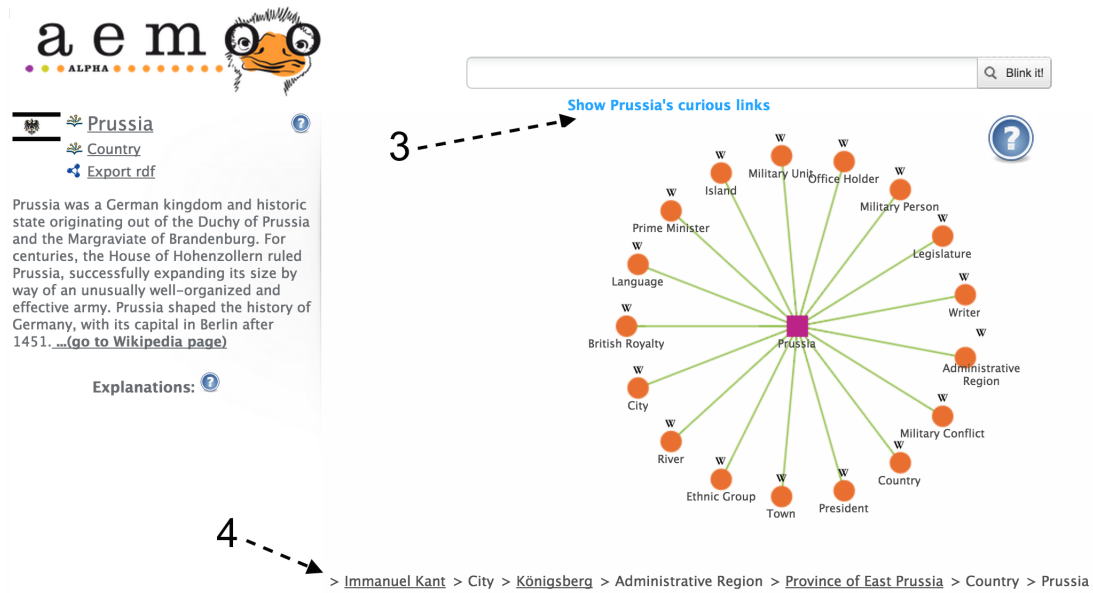 aemoo
ALPHA
Blink it!
Show Prussia's curious links
3
Prussia
Country
Export rdf
?
?
Prussia was a German kingdom and historic
state originating out of the Duchy of Prussia
and the Margraviate of Brandenburg. For
centuries, the House of Hohenzollern ruled
Prussia, successfully expanding its size by
way of an unusually well-organized and
effective army. Prussia shaped the history of
Germany, with its capital in Berlin after
1451. ...(go to Wikipedia page)
Explanations: ?
W
Military Unit
W
Office Holder
W
Island
W
Military Person
W
Prime Minister
W
Legislature
W
Language
W
Writer
W
British Royalty
Prussia
W
Administrative
Region
W
City
W
Military Conflict
W
River
W
Country
W
Ethnic Group
W
President
W
Town
4
> Immanuel Kant > City > Königsberg > Administrative Region > Province of East Prussia > Country > Prussia